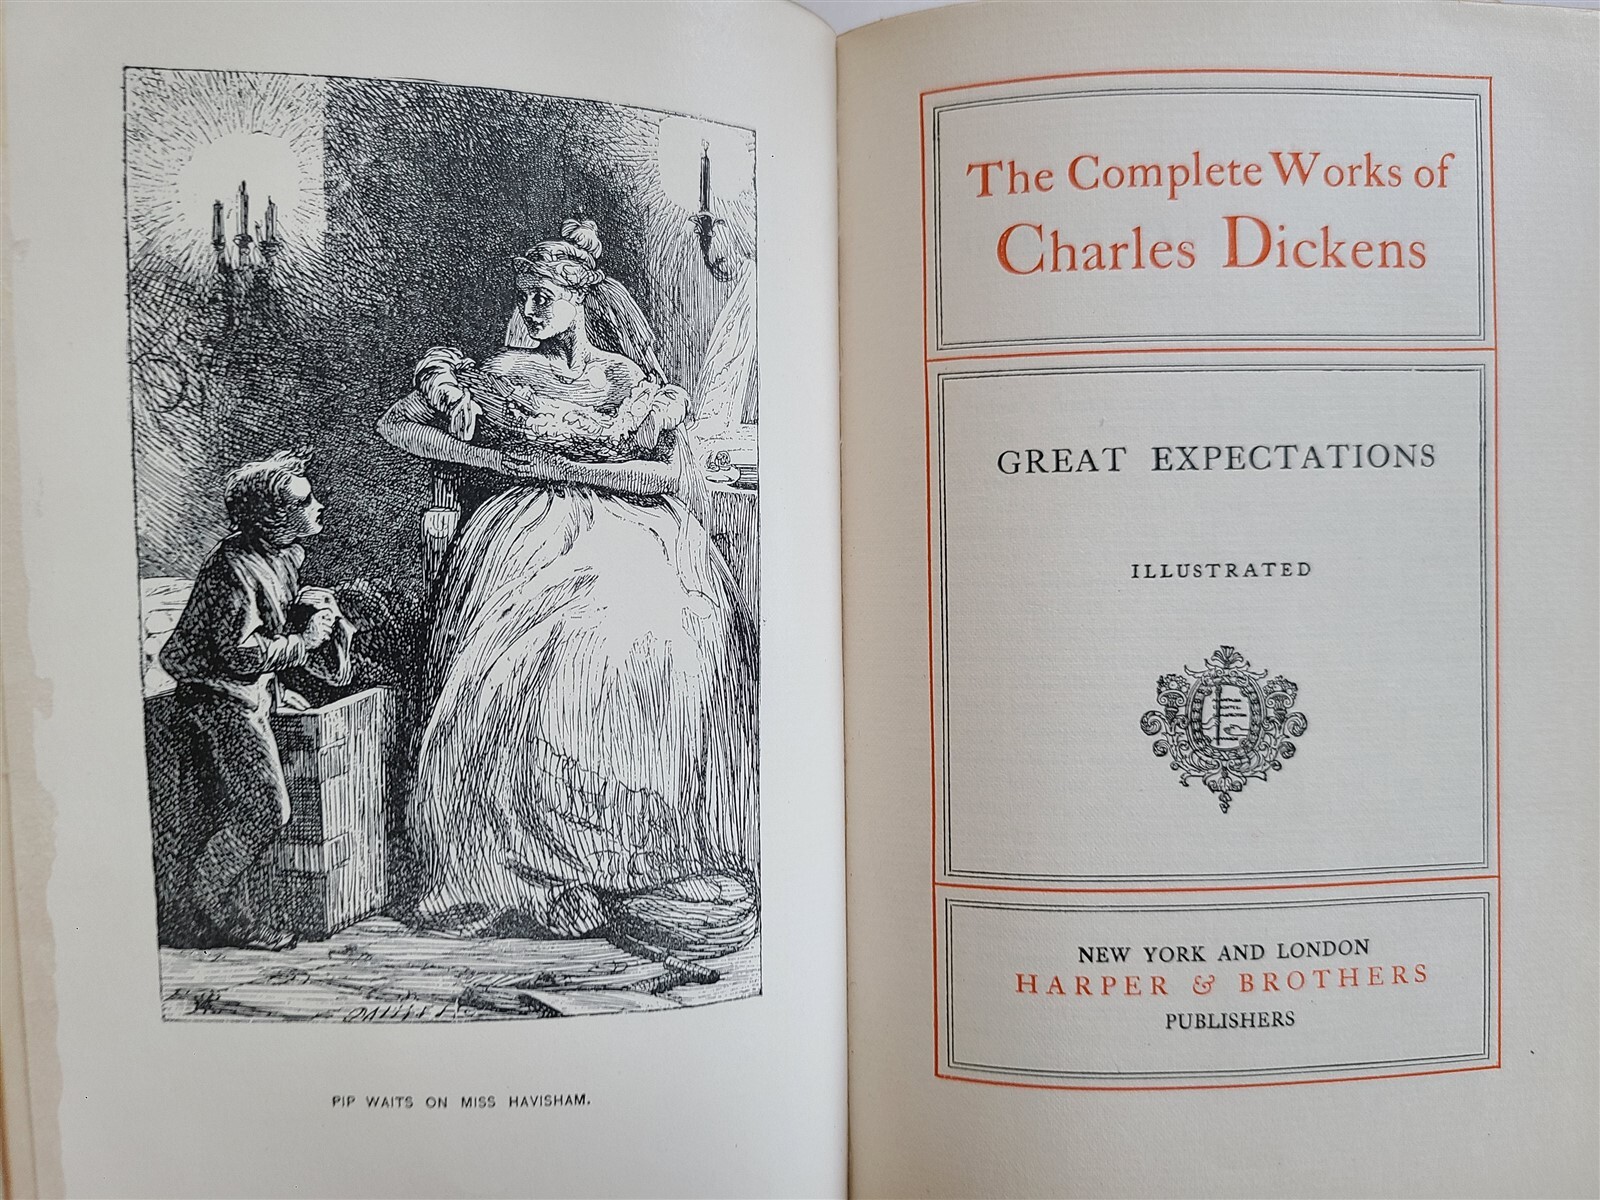 PIP WAITS ON MISS HAVISHAM.
The Complete Works of
Charles Dickens
GREAT EXPECTATIONS
ILLUSTRATED
NEW YORK AND LONDON
HARPER & BROTHERS
PUBLISHERS